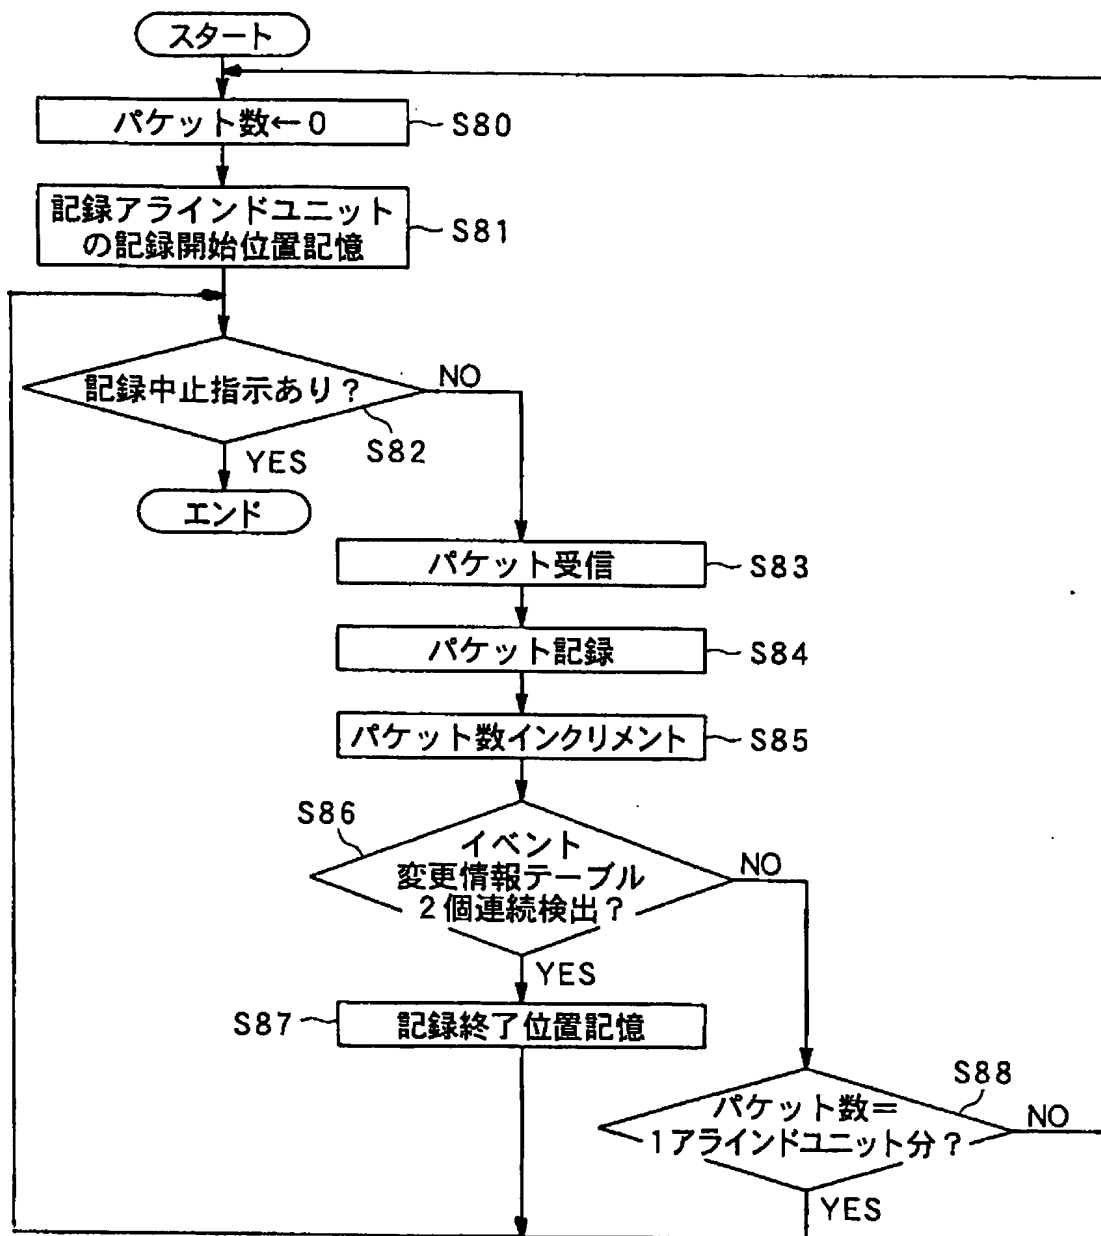 スタート
パケット数←0
S80
記録アラインドユニット
の記録開始位置記憶
S81
記録中止指示あり?
NO
S82
YES
エンド
パケット受信
S83
パケット記録
S84
パケット数インクリメント
S85
S86
イベント
変更情報テーブル
2個連続検出?
NO
YES
S87
記録終了位置記憶
S88
パケット数=
1アラインドユニット分?
NO
YES